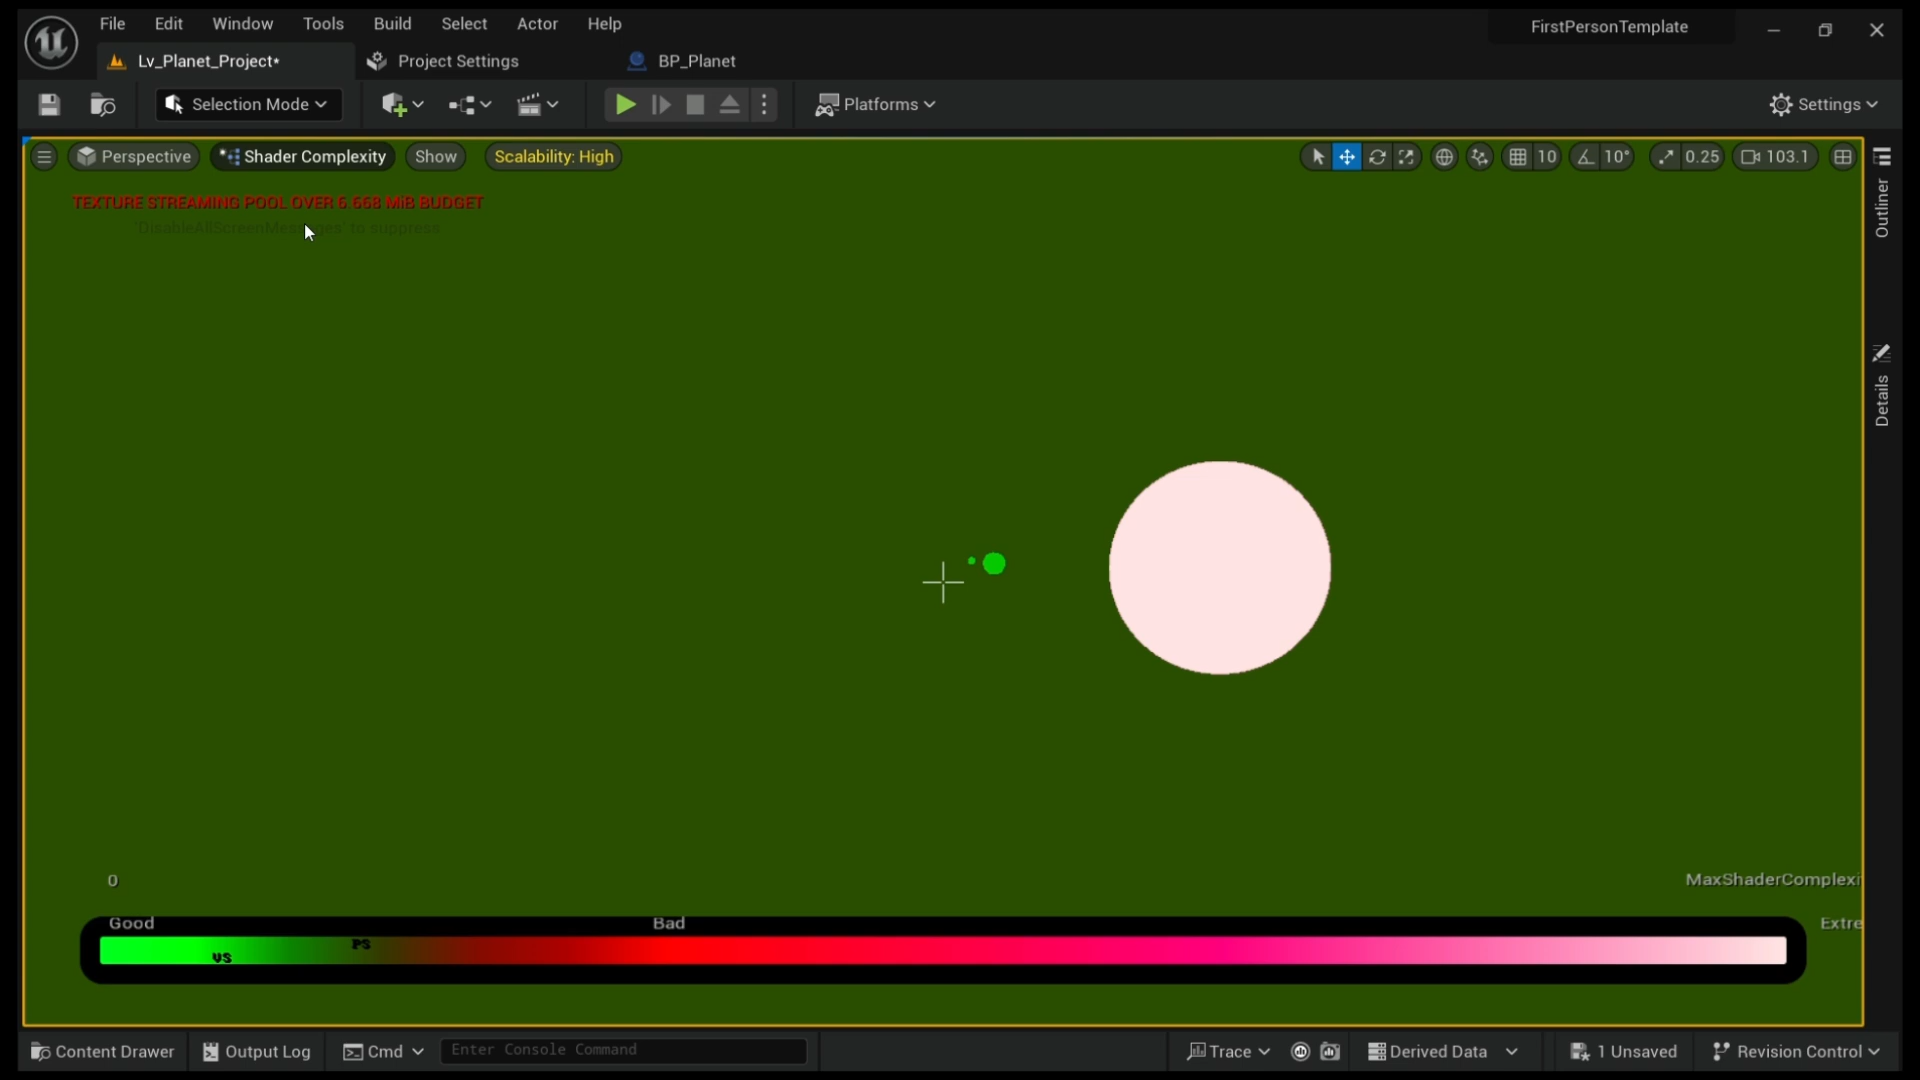 File Edit Window Tools Build Select Actor Help FirstPersonTemplate
Lv_Planet_Project* Project Settings BP_Planet
Selection Mode Platforms Settings
Perspective Shader Complexity Show Scalability: High 10 10° 0.25 103.1
TEXTURE STREAMING POOL OVER 6.668 MiB BUDGET
'DisableAllScreenMessages' to suppress
Outliner
Details
0 MaxShaderComplexi
Good Bad Extre
PS
VS
Content Drawer Output Log Cmd Enter Console Command Trace Derived Data 1 Unsaved Revision Control